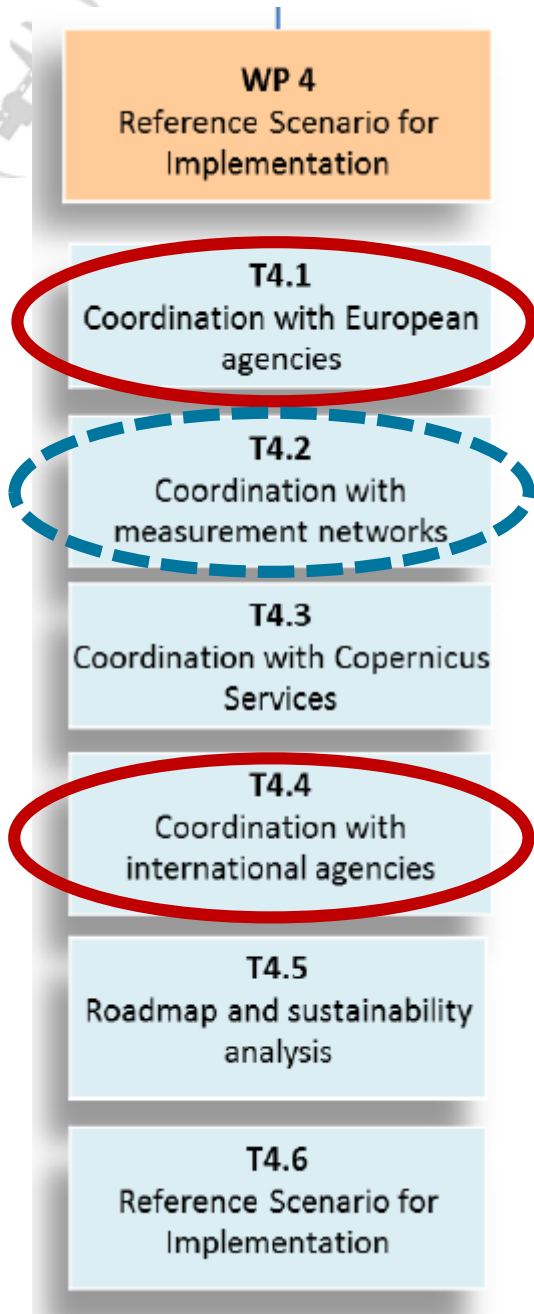 WP 4
Reference Scenario for
Implementation
T4.1
Coordination with European
agencies
T4.2
Coordination with
measurement networks
T4.3
Coordination with Copernicus
Services
T4.4
Coordination with
international agencies
T4.5
Roadmap and sustainability
analysis
T4.6
Reference Scenario for
Implementation